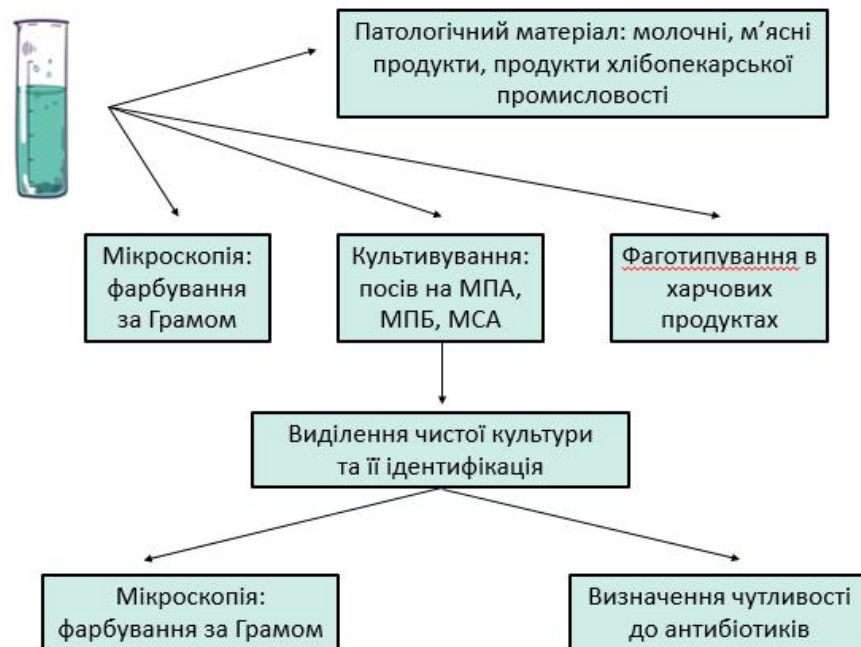 Патологічний матеріал: молочні, м’ясні
продукти, продукти хлібопекарської
промисловості
Мікроскопія:
фарбування
за Грамом
Культивування:
посів на МПА,
МПБ, МСА
Фаготипування в
харчових
продуктах
Виділення чистої культури
та її ідентифікація
Мікроскопія:
фарбування за Грамом
Визначення чутливості
до антибіотиків